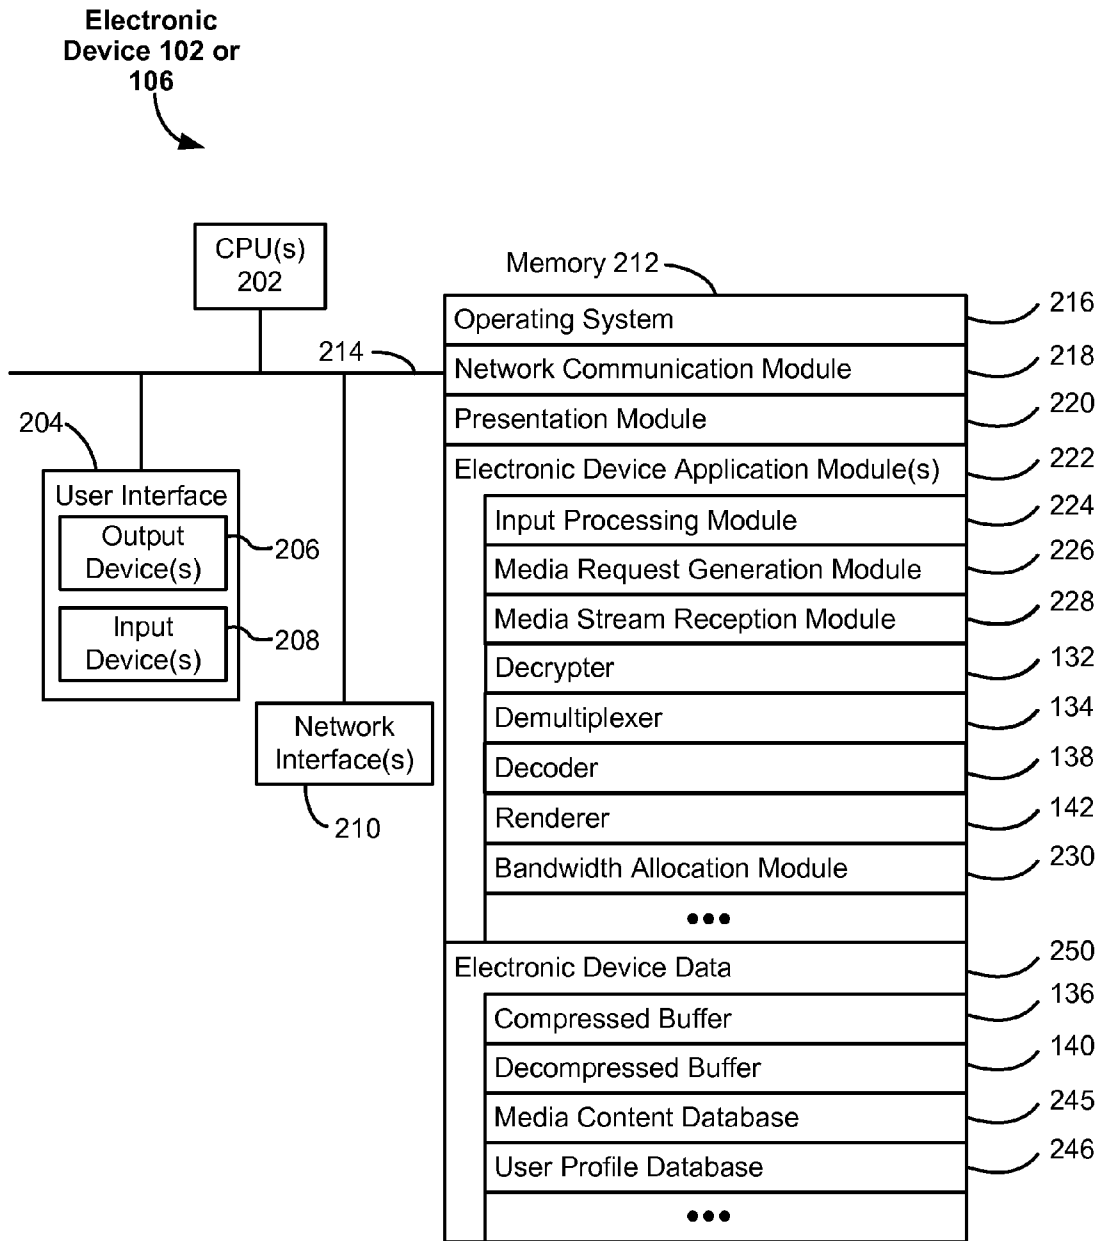 Electronic
Device 102 or
106
CPU(s)
202
Memory 212
214
204
User Interface
Output
Device(s)
206
Input
Device(s)
208
Network
Interface(s)
210
Operating System 216
Network Communication Module 218
Presentation Module 220
Electronic Device Application Module(s) 222
Input Processing Module 224
Media Request Generation Module 226
Media Stream Reception Module 228
Decrypter 132
Demultiplexer 134
Decoder 138
Renderer 142
Bandwidth Allocation Module 230
•••
Electronic Device Data 250
Compressed Buffer 136
Decompressed Buffer 140
Media Content Database 245
User Profile Database 246
•••